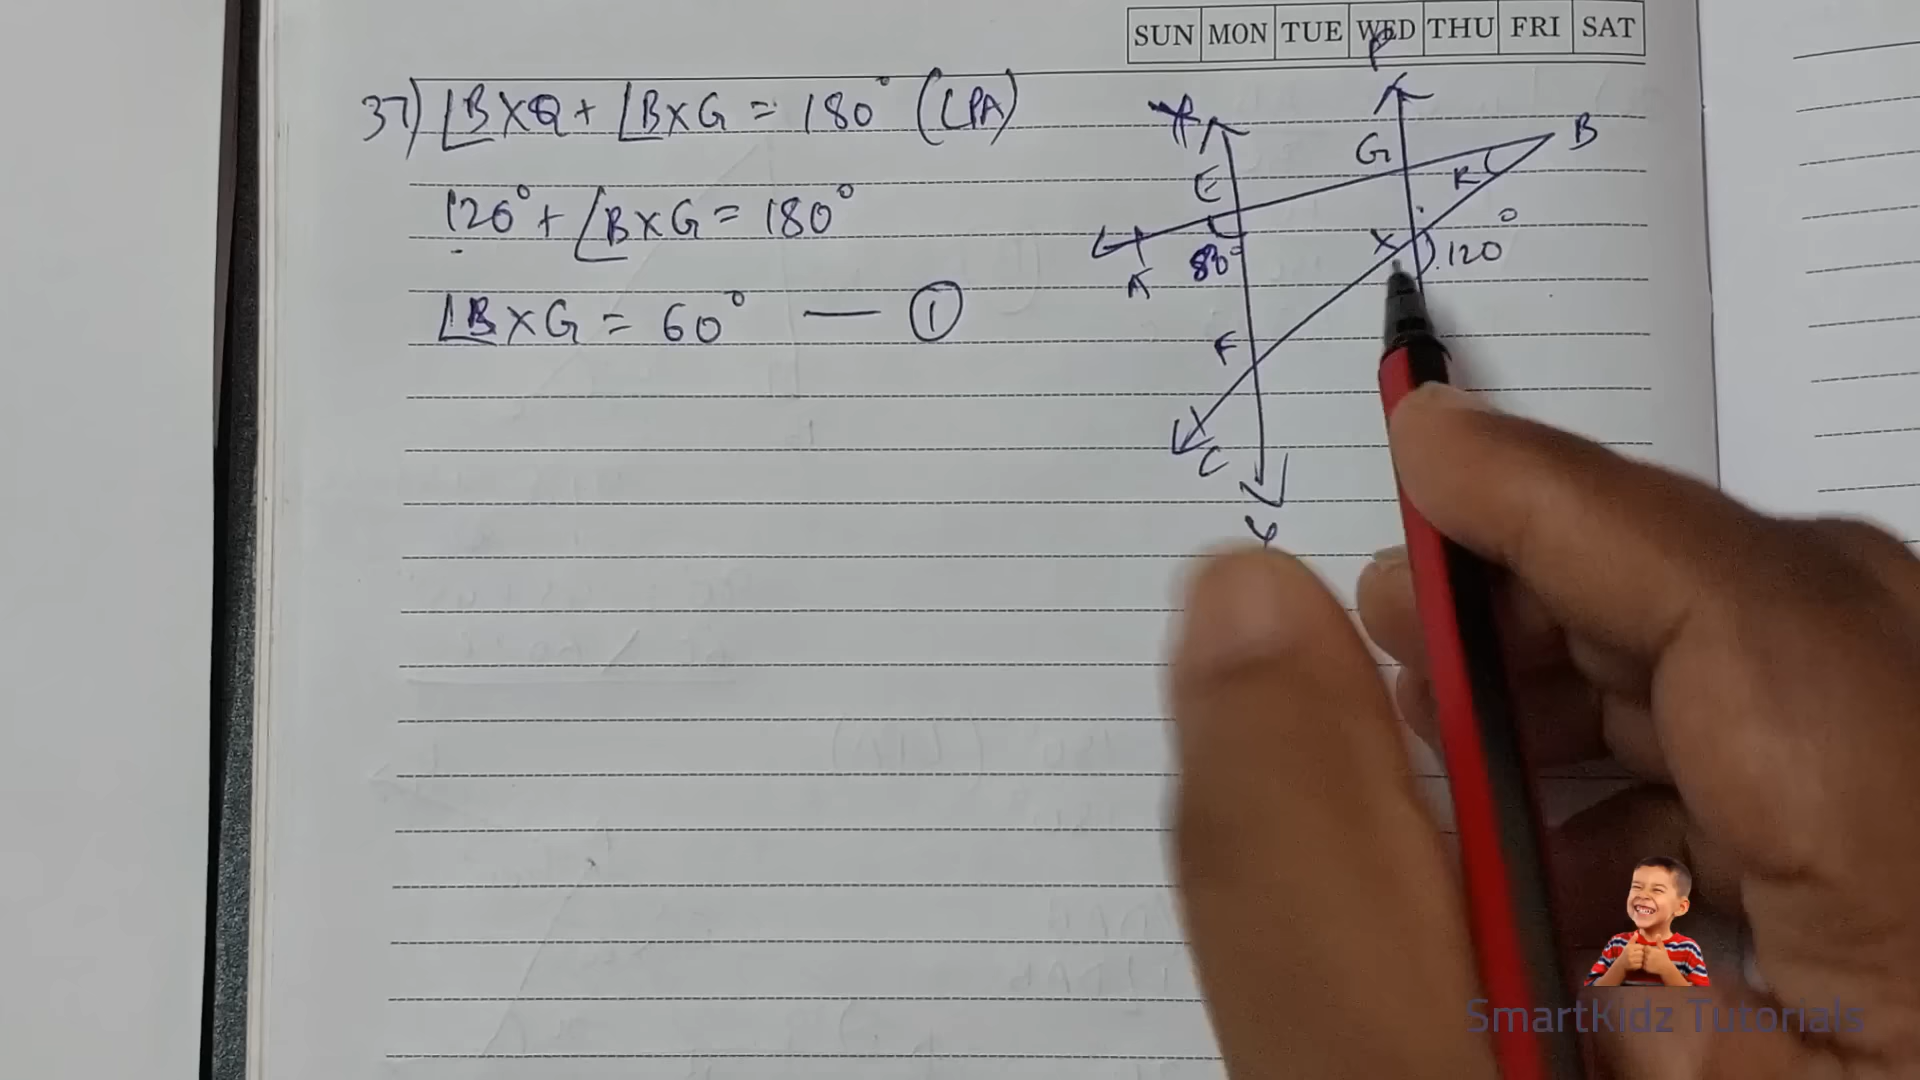 SUN MON TUE WED THU FRI SAT
37) ∠BXQ + ∠BXG = 180° (LPA)
120° + ∠BXG = 180°
∠BXG = 60° — ①
P
R
G
B
E
K
X
120°
A
80°
F
C
SmartKidz Tutorials